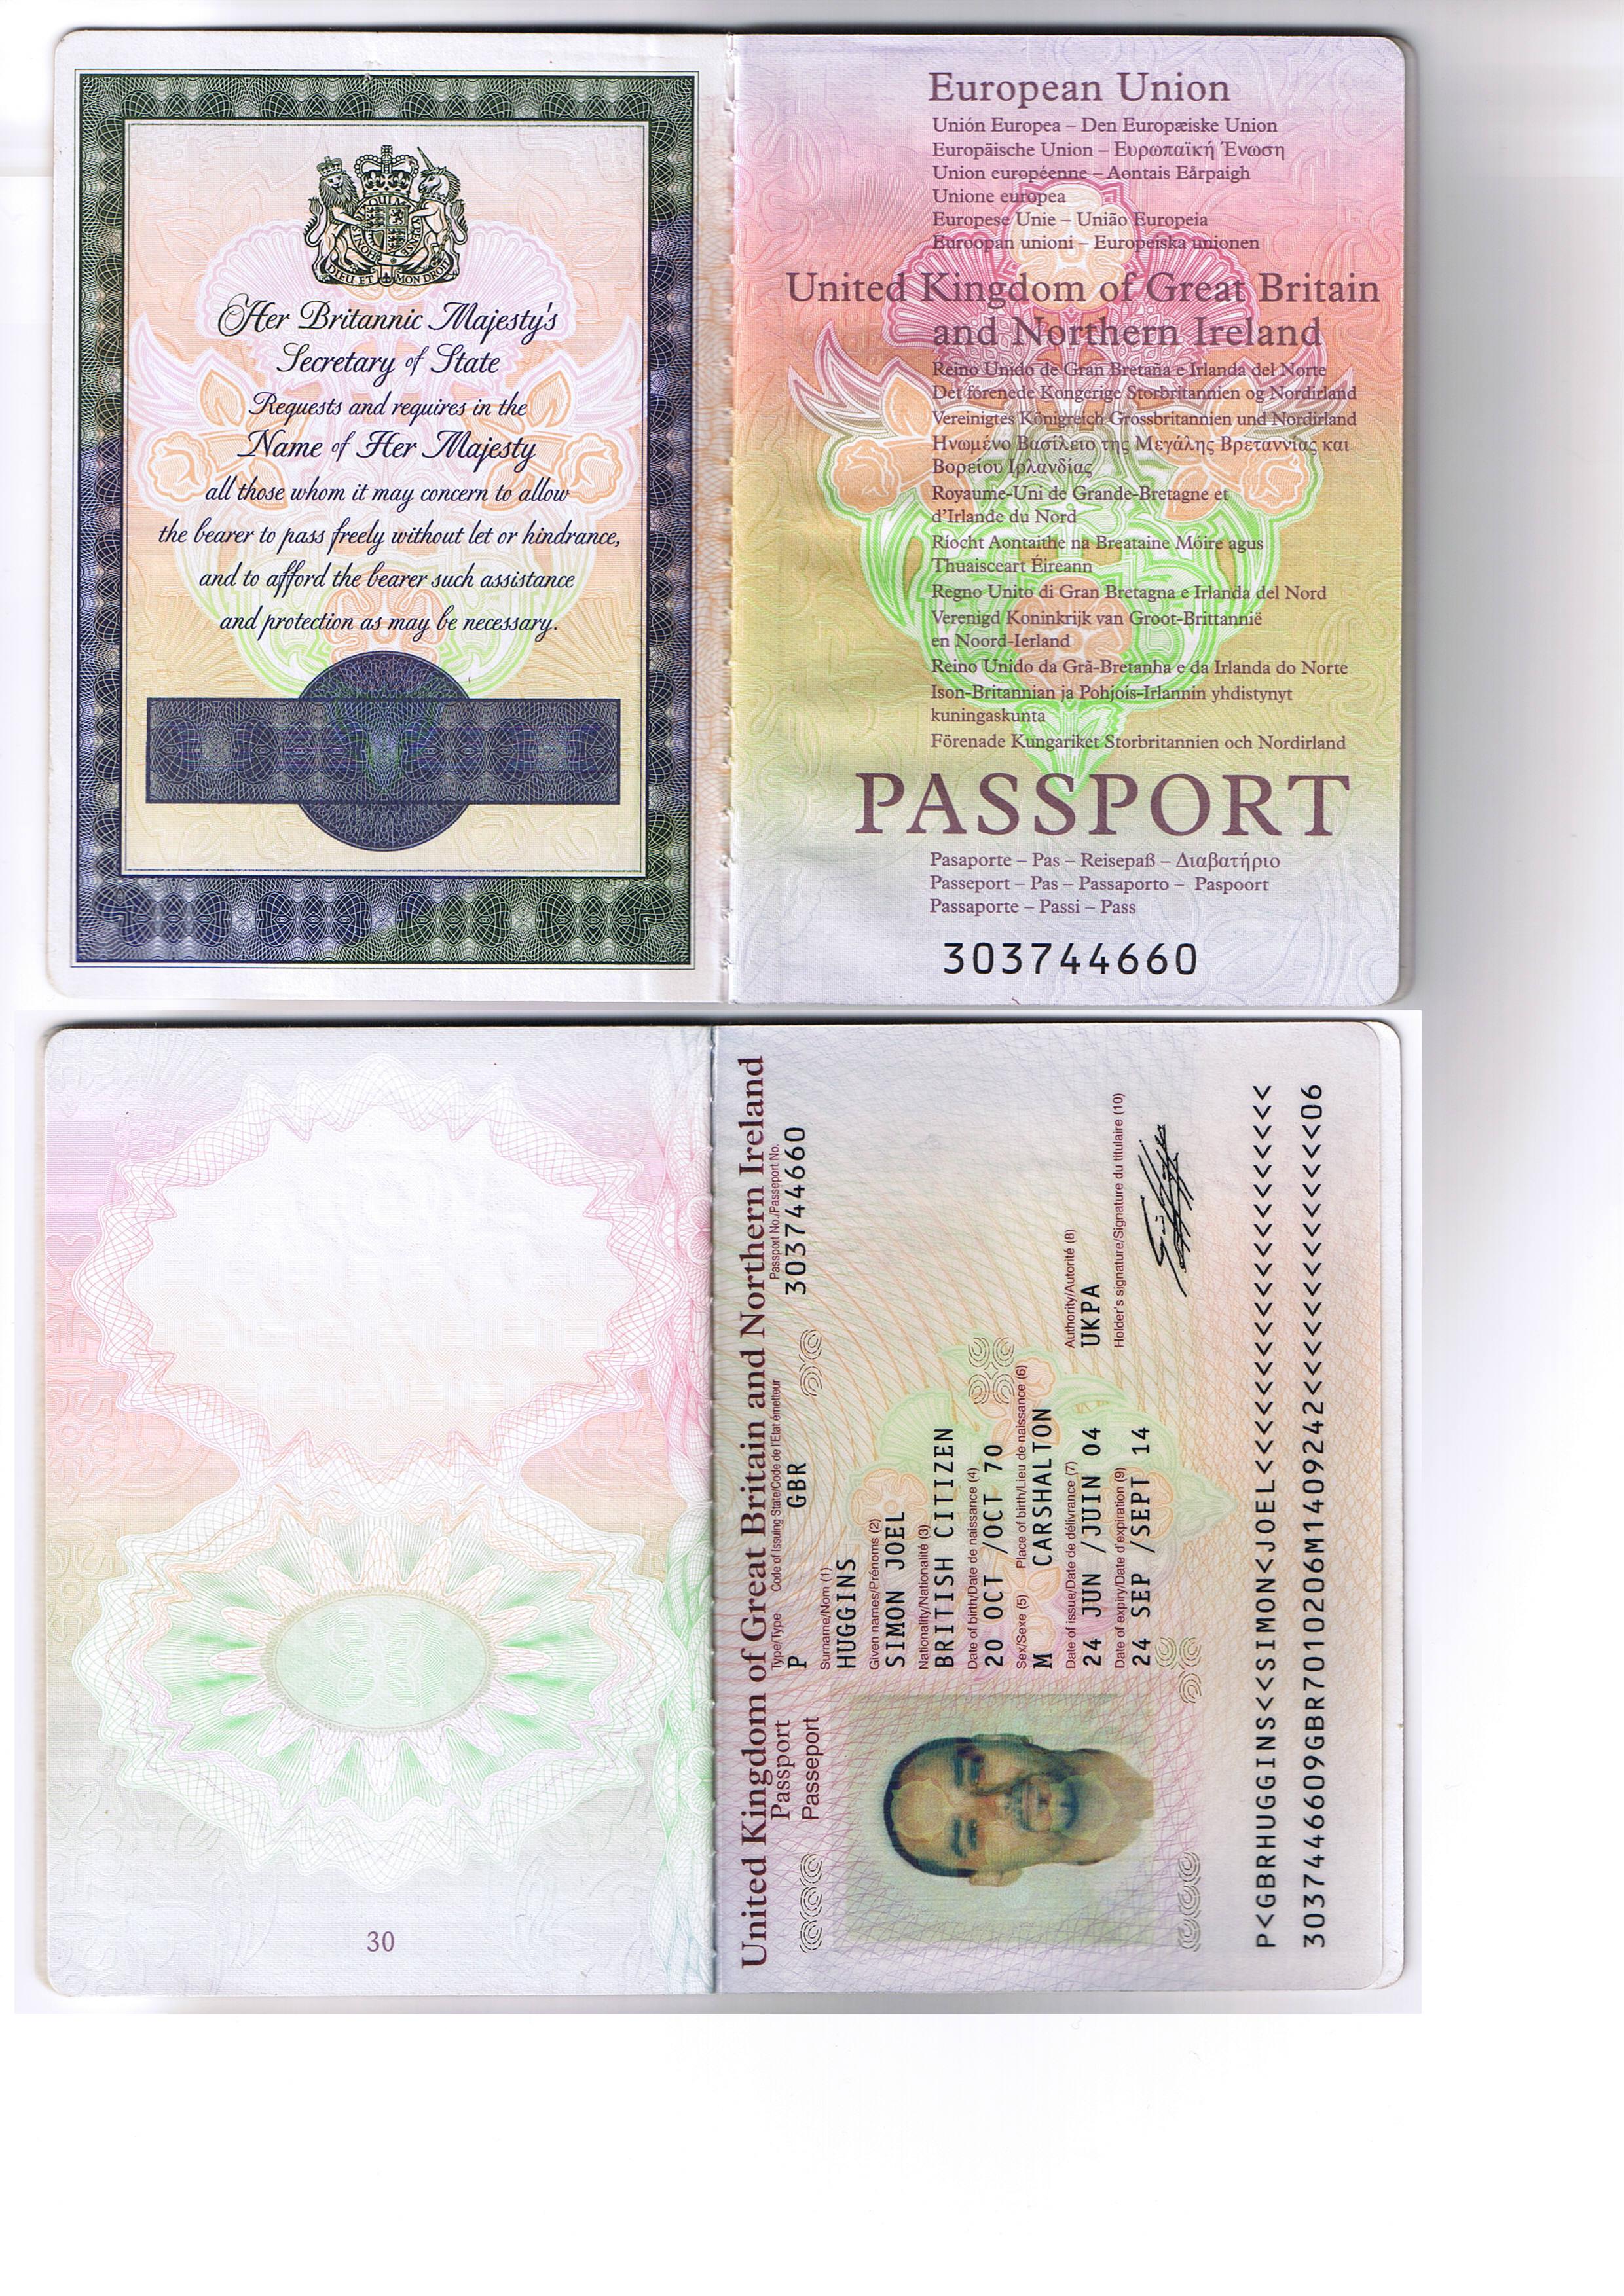 DIEU ET MON DROIT
Her Britannic Majesty's
Secretary of State
Requests and requires in the
Name of Her Majesty
all those whom it may concern to allow
the bearer to pass freely without let or hindrance,
and to afford the bearer such assistance
and protection as may be necessary.
European Union
Unión Europea – Den Europæiske Union
Europäische Union – Ευρωπαϊκή Ένωση
Union européenne – Aontais Eårpaigh
Unione europea
Europese Unie – União Europeia
Euroopan unioni – Europeiska unionen
United Kingdom of Great Britain
and Northern Ireland
Reino Unido de Gran Bretaña e Irlanda del Norte
Det forenede Kongerige Storbritannien og Nordirland
Vereinigtes Königreich Grossbritannien und Nordirland
Ηνωμένο Βασίλειο της Μεγάλης Βρεταννίας και
Βορείου Ιρλανδίας
Royaume-Uni de Grande-Bretagne et
d'Irlande du Nord
Ríocht Aontaithe na Breataine Móire agus
Thuaisceart Éireann
Regno Unito di Gran Bretagna e Irlanda del Nord
Verenigd Koninkrijk van Groot-Brittannië
en Noord-Ierland
Reino Unido da Grã-Bretanha e da Irlanda do Norte
Ison-Britannian ja Pohjois-Irlannin yhdistynyt
kuningaskunta
Förenade Kungariket Storbritannien och Nordirland
PASSPORT
Pasaporte – Pas – Reisepaß – Διαβατήριο
Passeport – Pas – Passaporto – Paspoort
Passaporte – Passi – Pass
303744660
30
United Kingdom of Great Britain and Northern Ireland
Passport
Passeport
Type/Type Code of Issuing State/Code de l'Etat émetteur Passport No./Passeport No.
P GBR 303744660
Surname/Nom (1)
HUGGINS
Given names/Prénoms (2)
SIMON JOEL
Nationality/Nationalité (3)
BRITISH CITIZEN
Date of birth/Date de naissance (4)
20 OCT /OCT 70
Sex/Sexe (5) Place of birth/Lieu de naissance (6)
M CARSHALTON
Date of issue/Date de délivrance (7) Authority/Autorité (8)
24 JUN /JUIN 04 UKPA
Date of expiry/Date d'expiration (9) Holder's signature/Signature du titulaire (10)
24 SEP /SEPT 14
P<GBRHUGGINS<<SIMON<JOEL<<<<<<<<<<<<<<<<<<<<
3037446609GBR7010206M1409242<<<<<<<<<<<<<<06